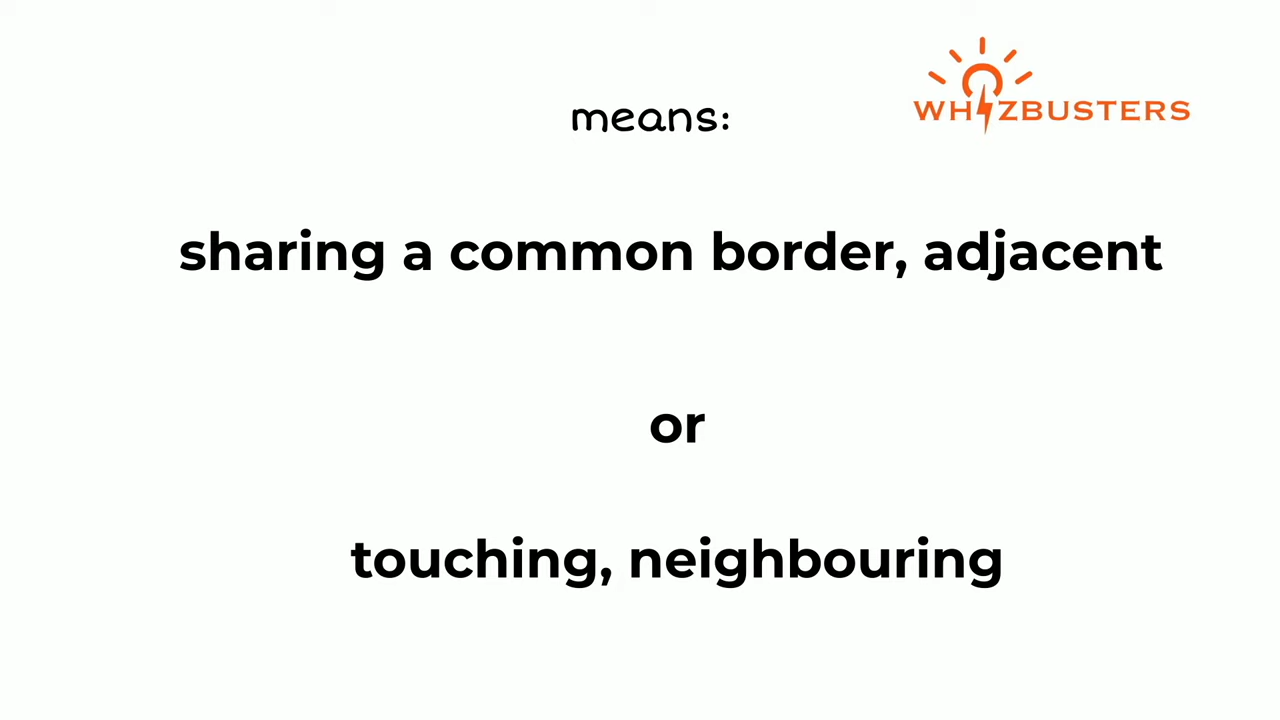 WHIZBUSTERS
means:
sharing a common border, adjacent
or
touching, neighbouring